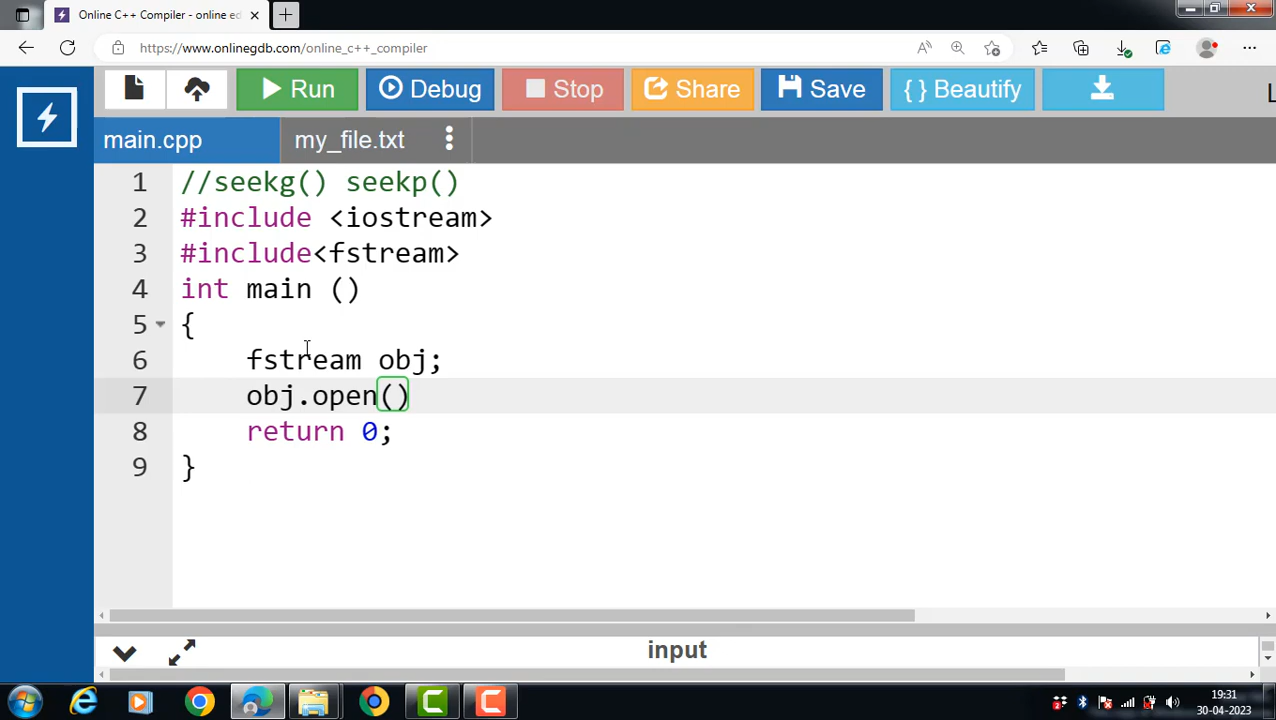 Online C++ Compiler - online ed
https://www.onlinegdb.com/online_c++_compiler
Run
Debug
Stop
Share
Save
{ } Beautify
L
main.cpp
my_file.txt
1 //seekg() seekp()
2 #include <iostream>
3 #include<fstream>
4 int main ()
5 {
6 fstream obj;
7 obj.open()
8 return 0;
9 }
input
19:31
30-04-2023